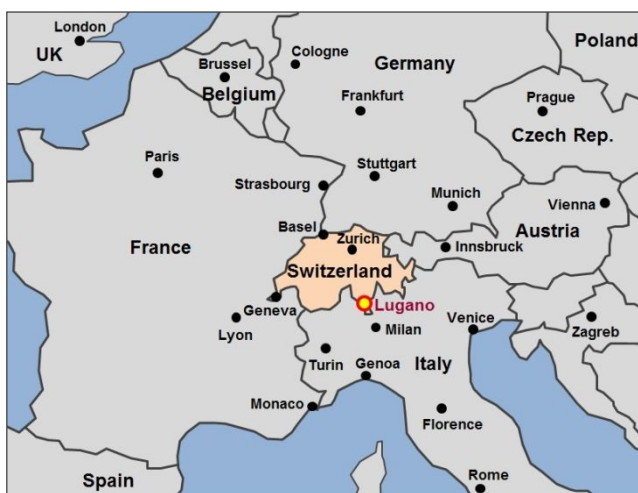 London
UK
Poland
Cologne
Germany
Brussel
Belgium
Frankfurt
Prague
Czech Rep.
Paris
Stuttgart
Strasbourg
Munich
Vienna
Basel
Zurich
Austria
France
Innsbruck
Switzerland
Geneva
Lugano
Lyon
Milan
Venice
Zagreb
Turin
Genoa
Italy
Monaco
Florence
Spain
Rome